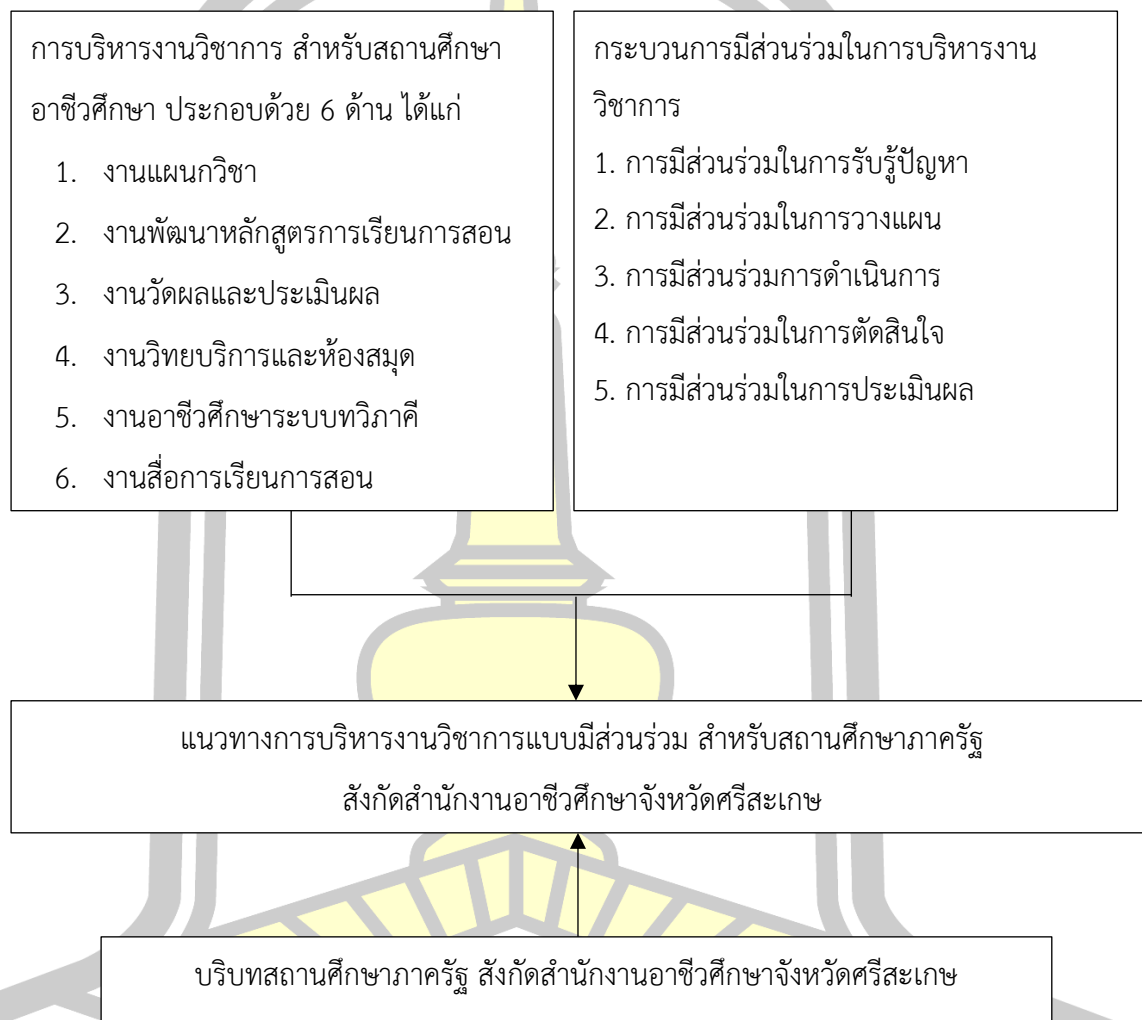 การบริหารงานวิชาการ สำหรับสถานศึกษา
อาชีวศึกษา ประกอบด้วย 6 ด้าน ได้แก่
1. งานแผนกวิชา
2. งานพัฒนาหลักสูตรการเรียนการสอน
3. งานวัดผลและประเมินผล
4. งานวิทยบริการและห้องสมุด
5. งานอาชีวศึกษาระบบทวิภาคี
6. งานสื่อการเรียนการสอน
กระบวนการมีส่วนร่วมในการบริหารงาน
วิชาการ
1. การมีส่วนร่วมในการรับรู้ปัญหา
2. การมีส่วนร่วมในการวางแผน
3. การมีส่วนร่วมการดำเนินการ
4. การมีส่วนร่วมในการตัดสินใจ
5. การมีส่วนร่วมในการประเมินผล
แนวทางการบริหารงานวิชาการแบบมีส่วนร่วม สำหรับสถานศึกษาภาครัฐ
สังกัดสำนักงานอาชีวศึกษาจังหวัดศรีสะเกษ
บริบทสถานศึกษาภาครัฐ สังกัดสำนักงานอาชีวศึกษาจังหวัดศรีสะเกษ